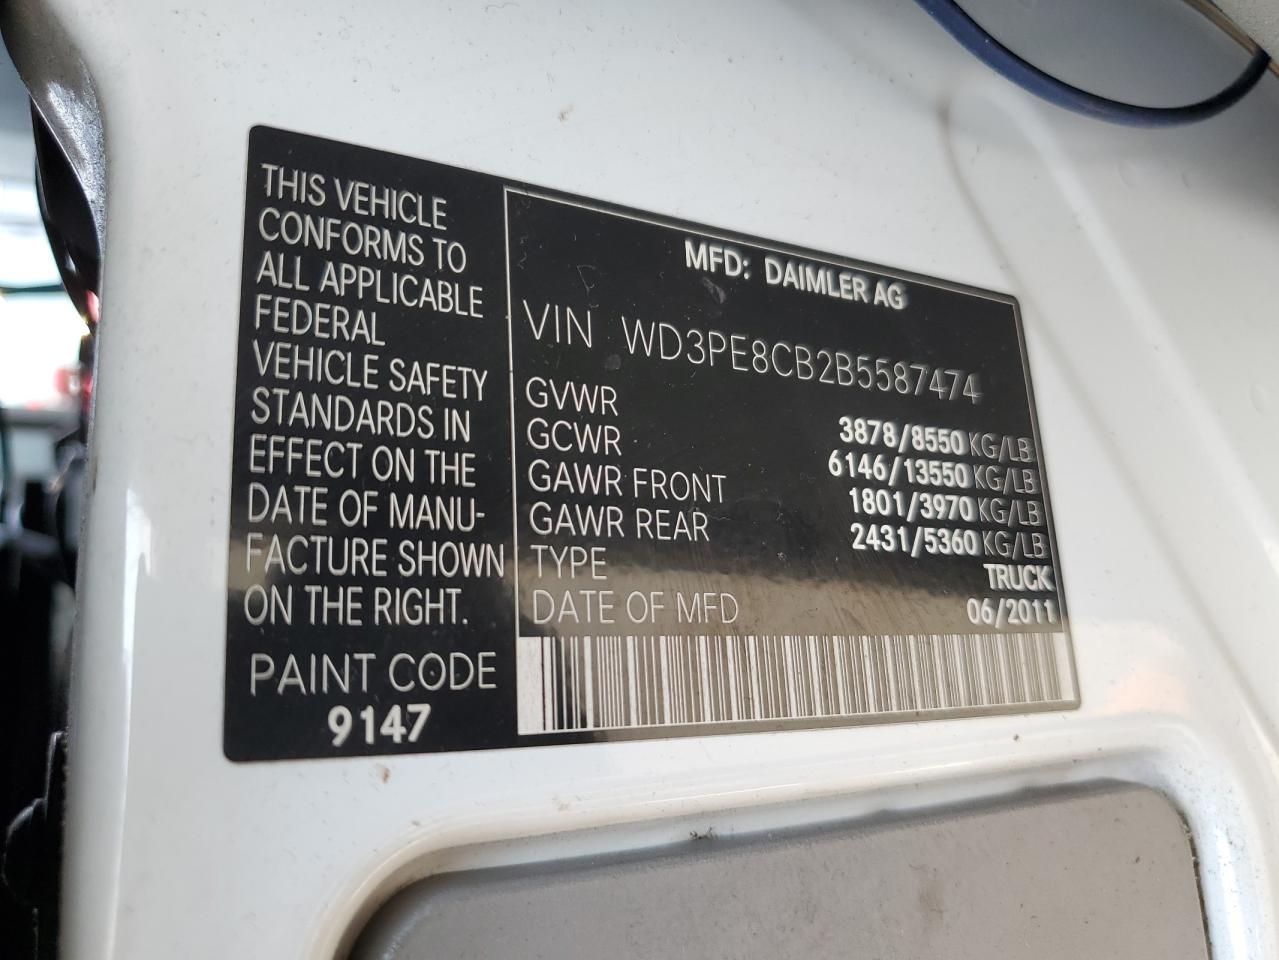 THIS VEHICLE
CONFORMS TO
ALL APPLICABLE
FEDERAL
VEHICLE SAFETY
STANDARDS IN
EFFECT ON THE
DATE OF MANU-
FACTURE SHOWN
ON THE RIGHT.
PAINT CODE
9147
MFD: DAIMLER AG
VIN WD3PE8CB2B5587474
GVWR 3878/8550 KG/LB
GCWR 6146/13550 KG/LB
GAWR FRONT 1801/3970 KG/LB
GAWR REAR 2431/5360 KG/LB
TYPE TRUCK
DATE OF MFD 06/2011